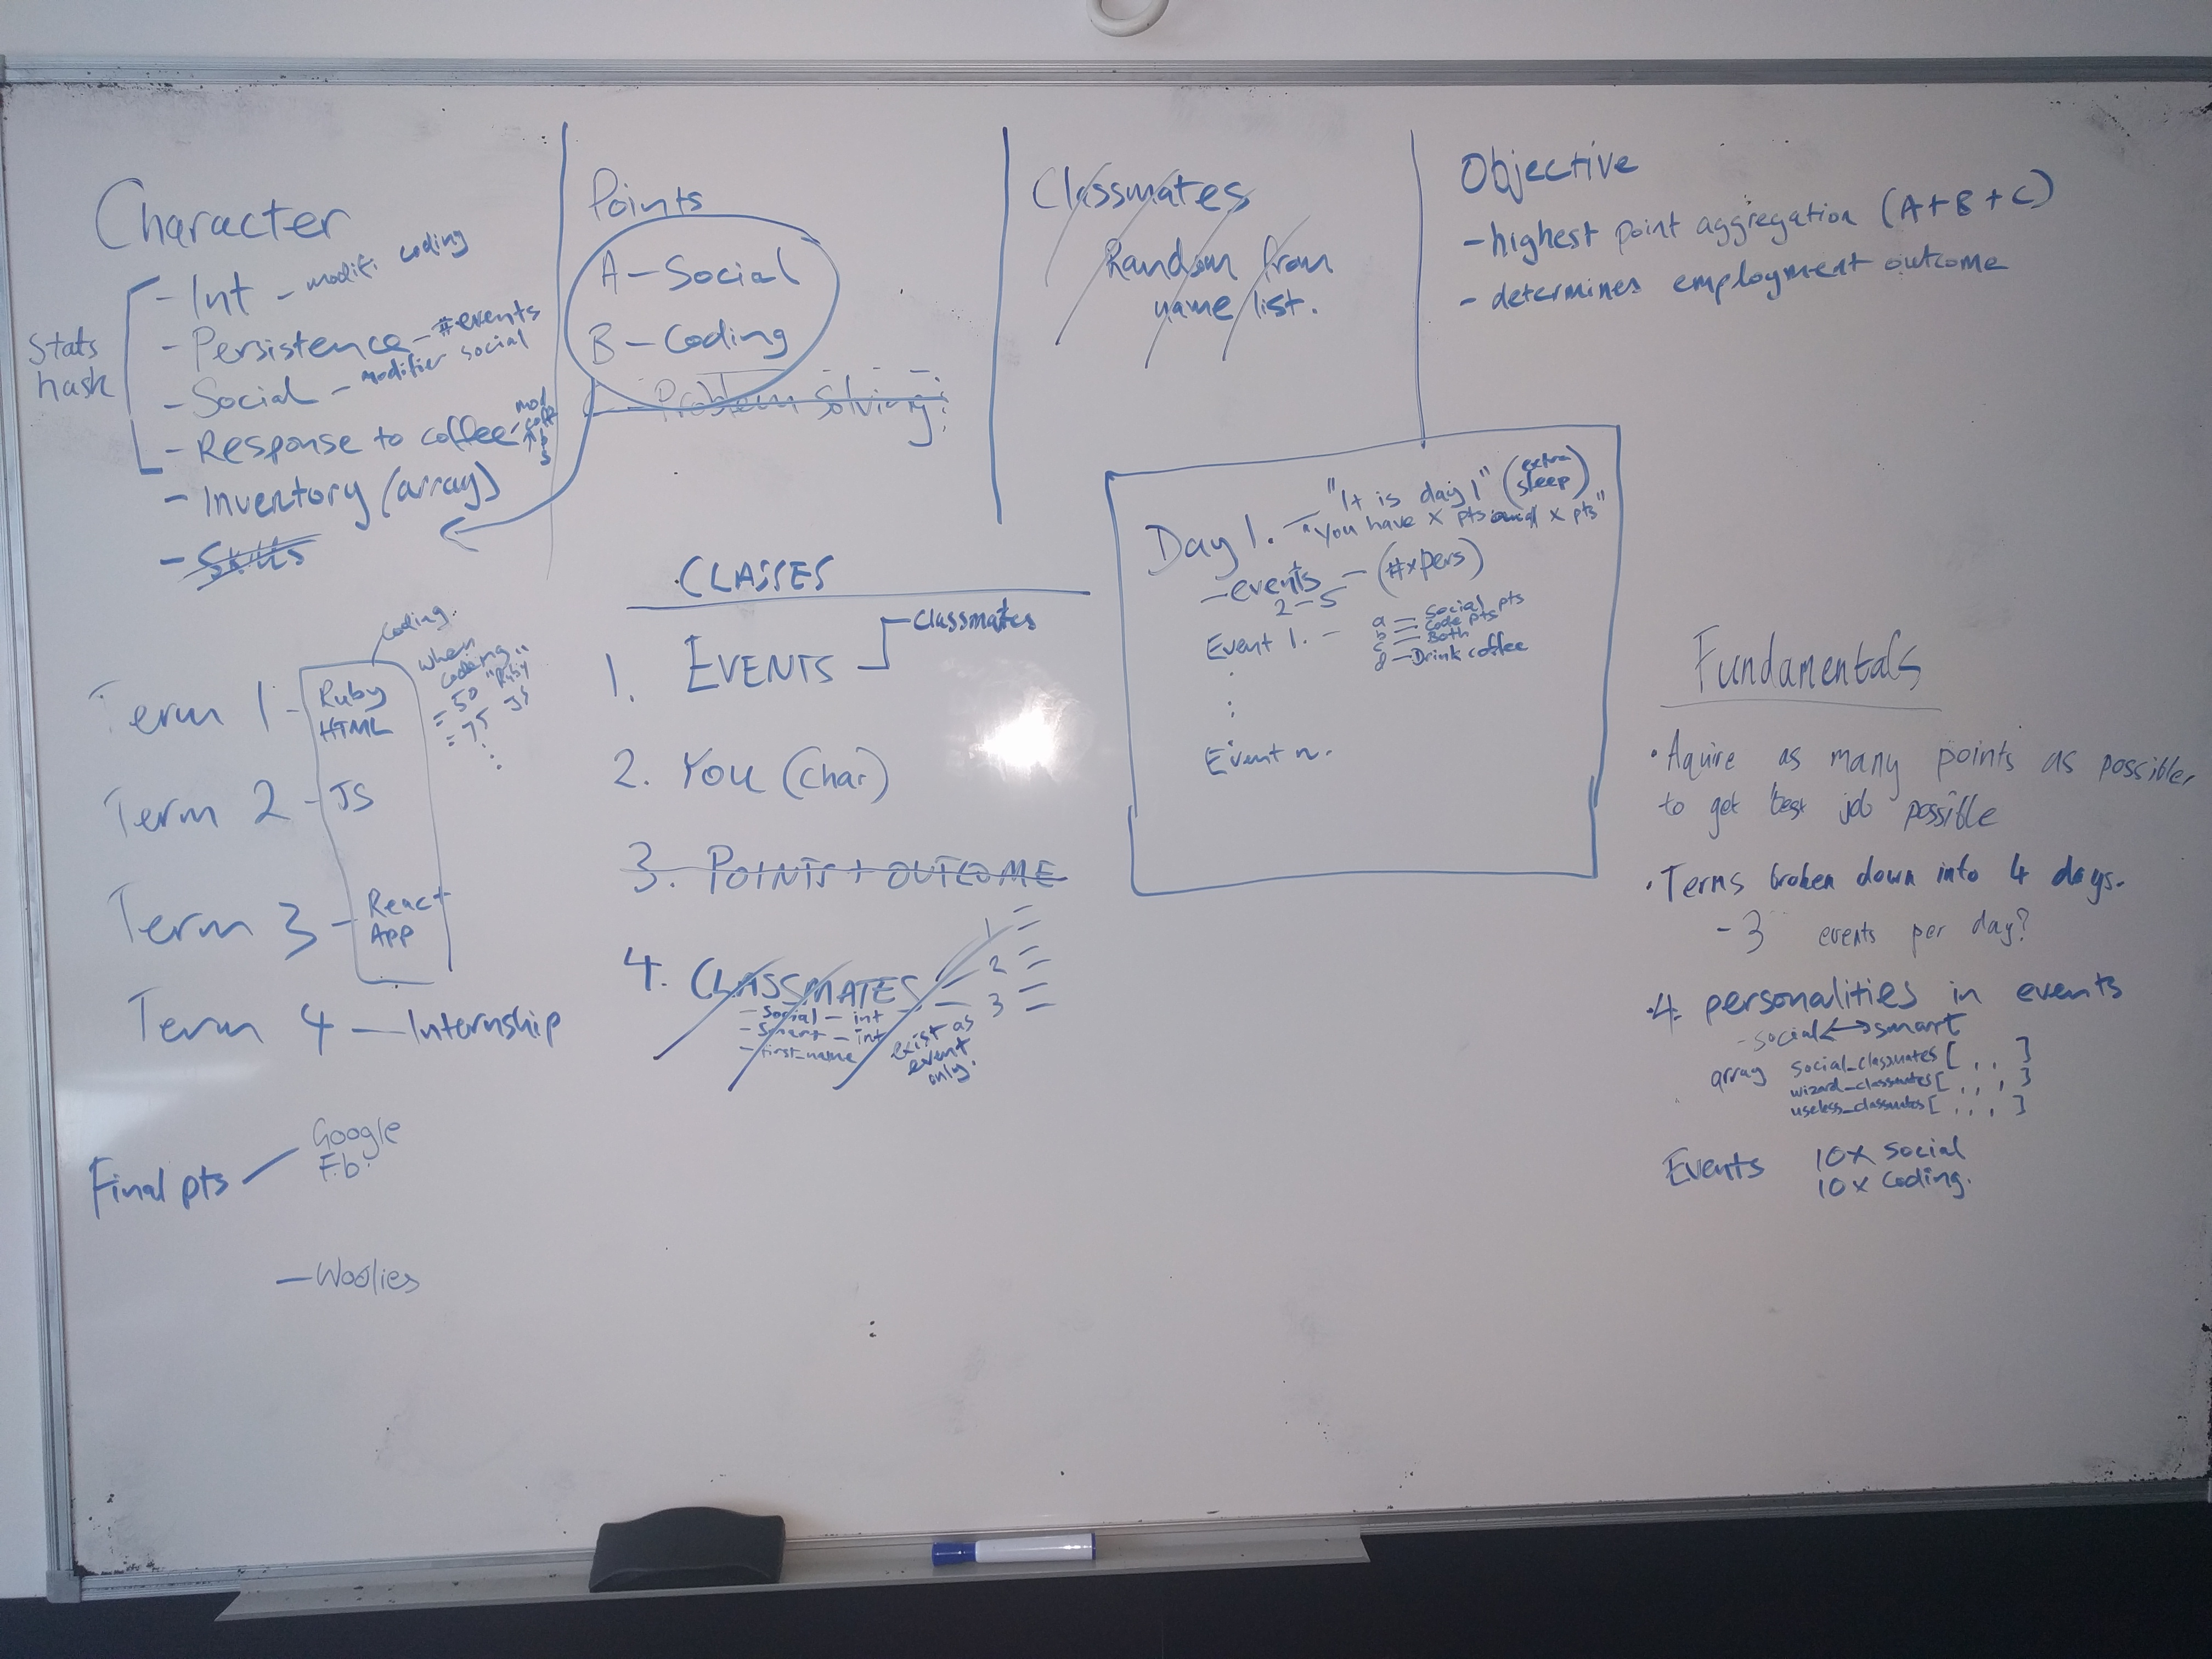 Character
Stats hash
- Int - modifi. coding
- Persistence - #events
- Social - modifier social
- Response to coffee -
- Inventory (array)
- Skills
Points
A - Social
B - Coding
Problem Solving
Classmates
Random from
name list.
Objective
- highest point aggregation (A+B+C)
- determines employment outcome
CLASSES
1. EVENTS
Classmates
2. YOU (Char)
3. POINTS + OUTCOME
4. CLASSMATES
- Social - int
- Smart - int
- first_name
- 1
- 2
- 3
exist as
event
only.
Day 1. - "It is day 1" (extra sleep)
"You have x pts and x pts"
- events - (# x pers)
2-5
Event 1. - a - Social pts
b - Code pts
c - Both
d - Drink coffee
Event n.
coding.
when
coding
= 50 "Ruby"
= 75 JS
Term 1 - Ruby
HTML
Term 2 - JS
Term 3 - React
APP
Term 4 - Internship
Final pts - Google
Fb.
- Woolies
Fundamentals
• Aquire as many points as possible,
to get best job possible
• Terms broken down into 4 days.
- 3 events per day?
• 4 personalities in events
- social <-> smart
array social_classmates [ , , ]
wizard_classmates [ , , , ]
useless_classmates [ , , , ]
Events 10x Social
10x Coding.